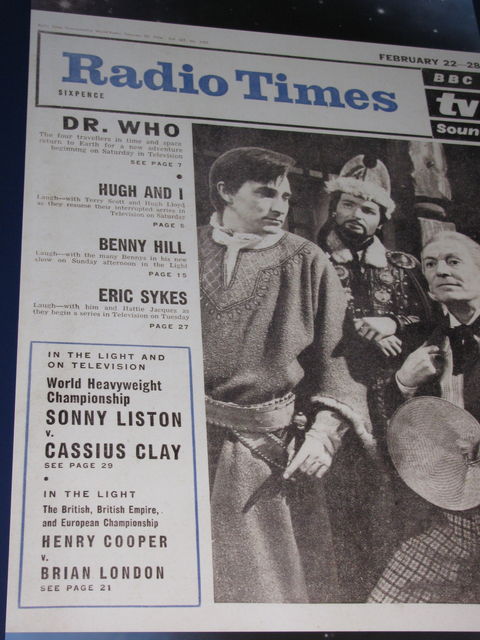 FEBRUARY 22—28
Radio Times
SIXPENCE
BBC
tv
Soun
DR. WHO
The four travellers in time and space
return to Earth for a new adventure
beginning on Saturday in Television
SEE PAGE 7
•
HUGH AND I
Laugh—with Terry Scott and Hugh Lloyd
as they resume their interrupted series in
Television on Saturday
PAGE 5
BENNY HILL
Laugh—with the many Bennys in his new
show on Sunday afternoon in the Light
PAGE 15
ERIC SYKES
Laugh—with him and Hattie Jacques as
they begin a series in Television on Tuesday
PAGE 27
IN THE LIGHT AND
ON TELEVISION
World Heavyweight
Championship
SONNY LISTON
v.
CASSIUS CLAY
SEE PAGE 29
•
IN THE LIGHT
The British, British Empire,
and European Championship
HENRY COOPER
v.
BRIAN LONDON
SEE PAGE 21